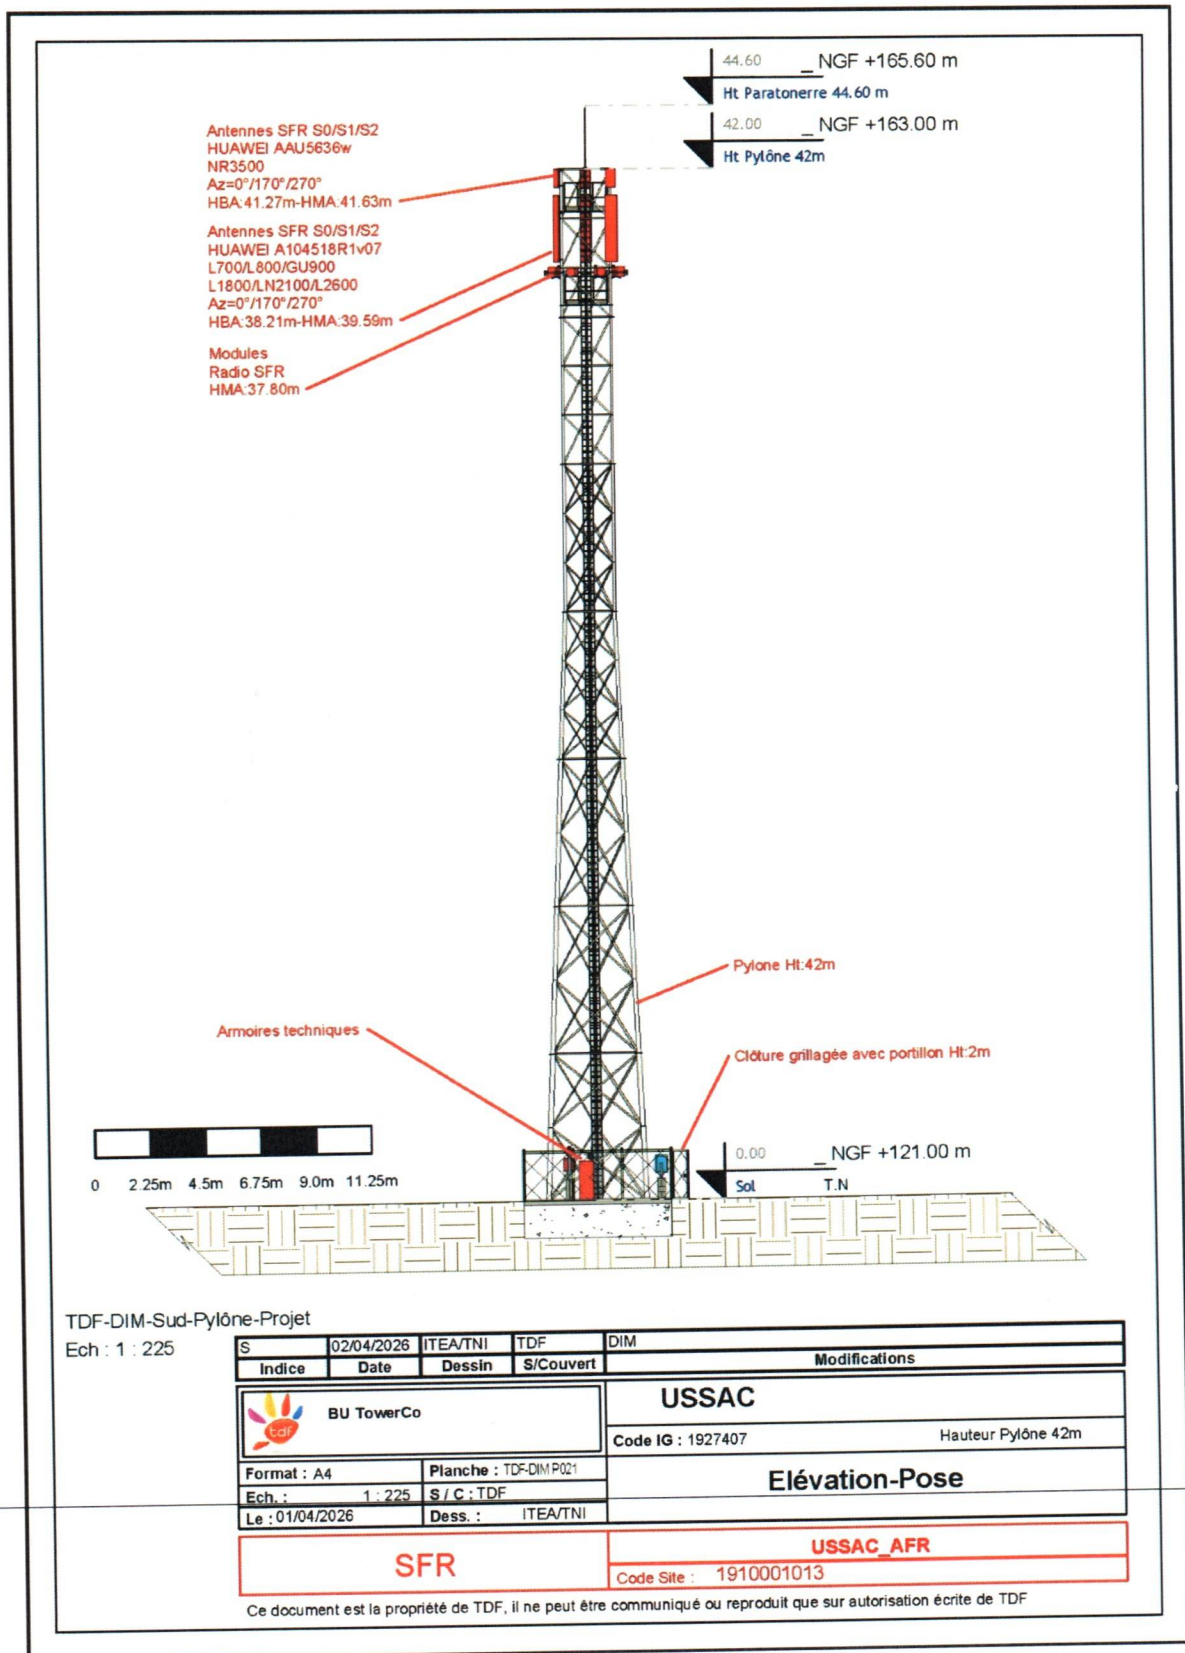 44.60 _ NGF +165.60 m
Ht Paratonerre 44.60 m
42.00 _ NGF +163.00 m
Ht Pylône 42m
Antennes SFR S0/S1/S2
HUAWEI AAU5636w
NR3500
Az=0°/170°/270°
HBA:41.27m-HMA:41.63m
Antennes SFR S0/S1/S2
HUAWEI A104518R1v07
L700/L800/GU900
L1800/LN2100/L2600
Az=0°/170°/270°
HBA:38.21m-HMA:39.59m
Modules
Radio SFR
HMA:37.80m
Pylone Ht:42m
Armoires techniques
Clôture grillagée avec portillon Ht:2m
0.00 _ NGF +121.00 m
Sol T.N
0 2.25m 4.5m 6.75m 9.0m 11.25m
TDF-DIM-Sud-Pylône-Projet
Ech : 1 : 225
S 02/04/2026 ITEA/TNI TDF DIM
Indice Date Dessin S/Couvert Modifications
tdf BU TowerCo
USSAC
Code IG : 1927407 Hauteur Pylône 42m
Format : A4 Planche : TDF-DIM P021
Elévation-Pose
Ech. : 1 : 225 S / C : TDF
Le : 01/04/2026 Dess. : ITEA/TNI
SFR
USSAC_AFR
Code Site : 1910001013
Ce document est la propriété de TDF, il ne peut être communiqué ou reproduit que sur autorisation écrite de TDF